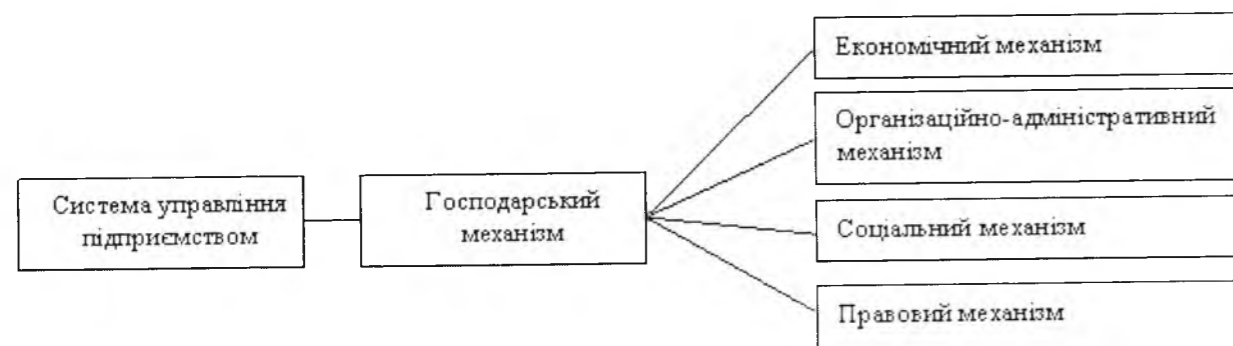 Система управління
підприємством
Господарський
механізм
Економічний механізм
Організаційно-адміністративний
механізм
Соціальний механізм
Правовий механізм